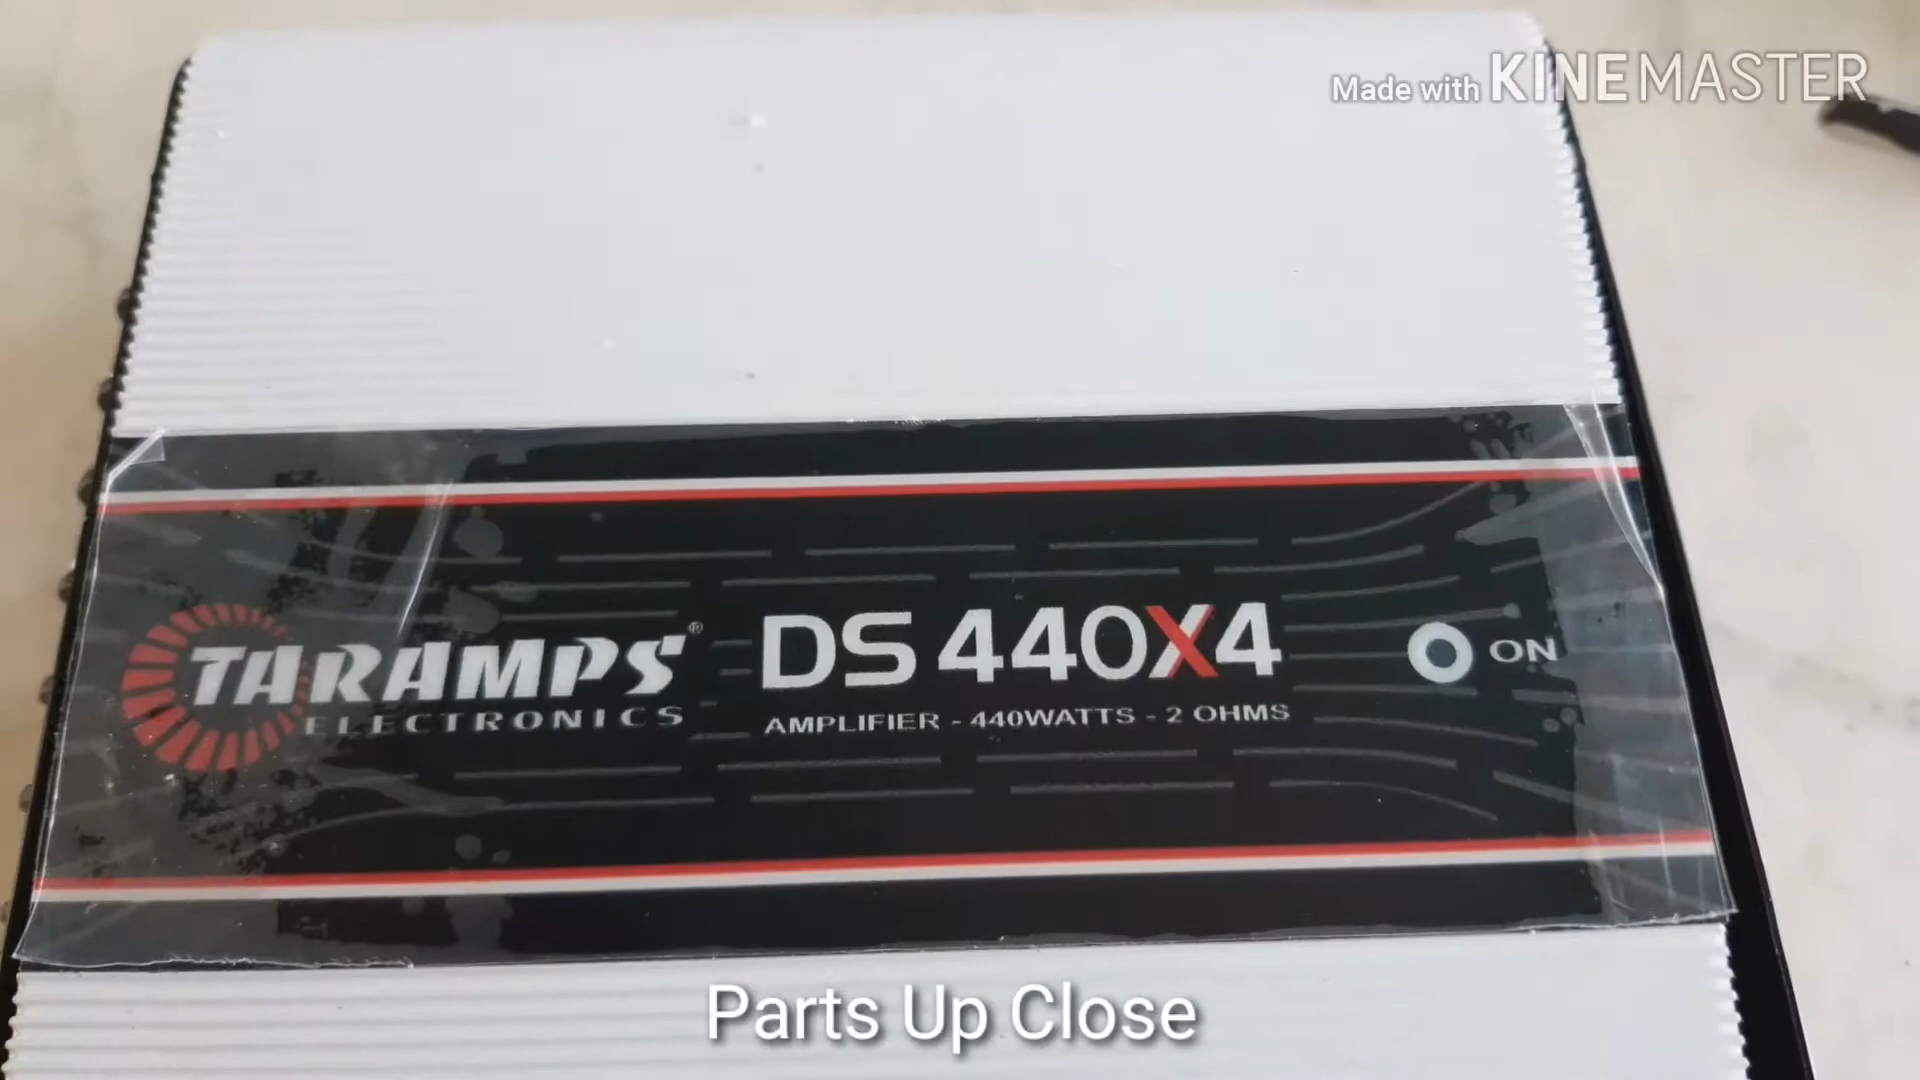 Made with KINEMASTER
TARAMPS®
ELECTRONICS
DS 440X4
AMPLIFIER - 440WATTS - 2 OHMS
ON
Parts Up Close